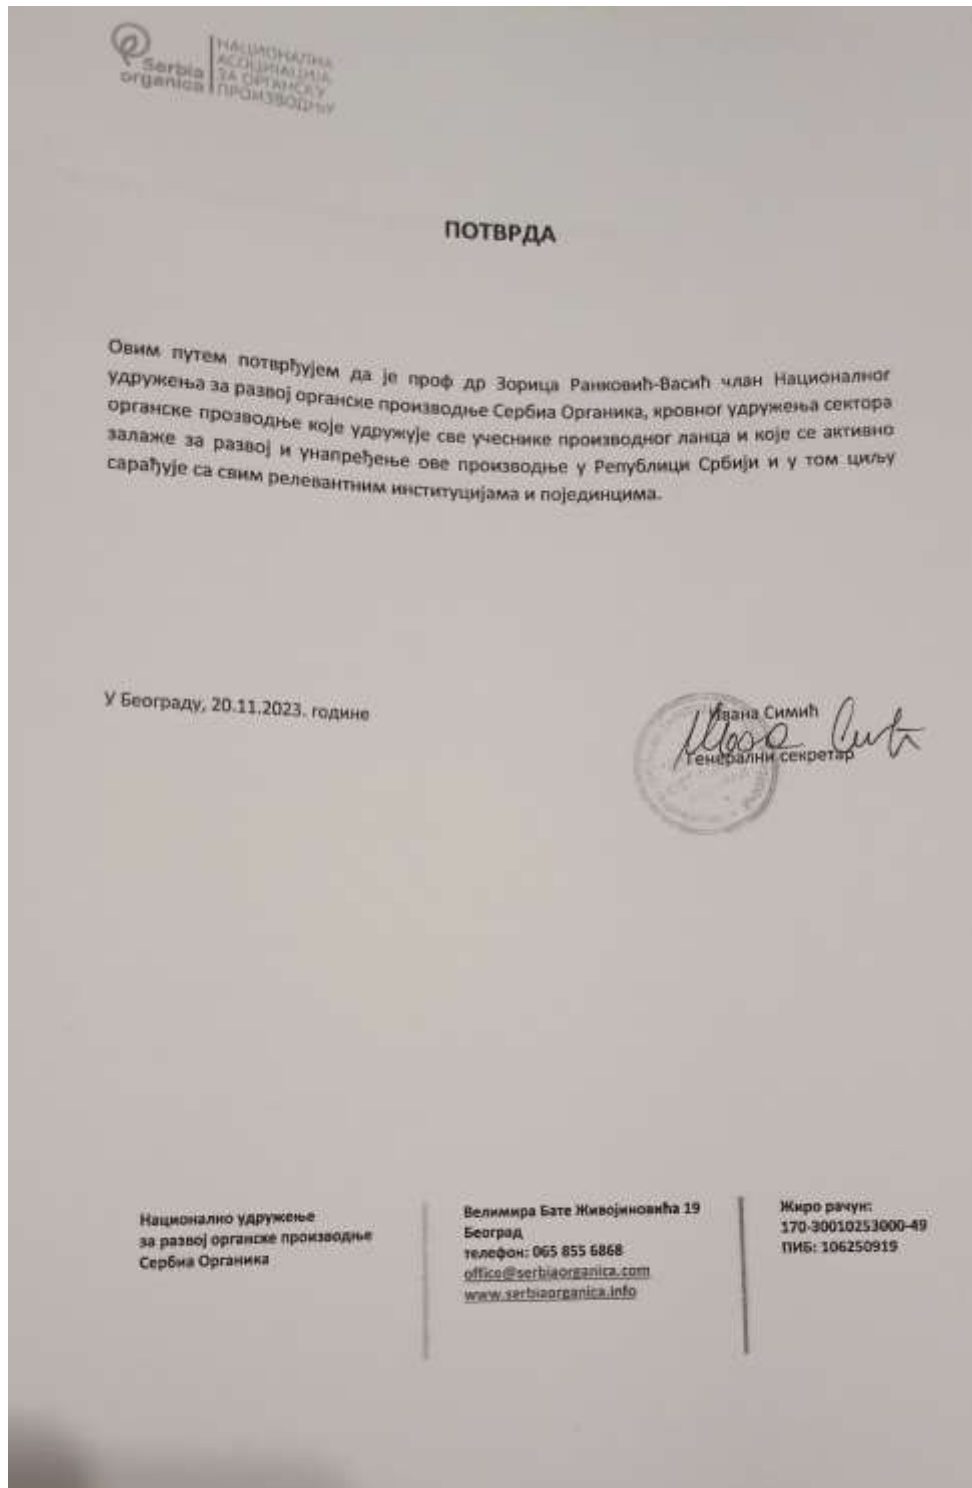 Serbia
organica
НАЦИОНАЛНА
АСОЦИЈАЦИЈА
ЗА ОРГАНСКУ
ПРОИЗВОДЊУ
ПОТВРДА
Овим путем потврђујем да је проф др Зорица Ранковић-Васић члан Националног
удружења за развој органске производње Сербиа Органика, кровног удружења сектора
органске прозводње које удружује све учеснике производног ланца и које се активно
залаже за развој и унапређење ове производње у Републици Србији и у том циљу
сарађује са свим релевантним институцијама и појединцима.
У Београду, 20.11.2023. године
Ивана Симић
Генерални секретар
Национално удружење
за развој органске производње
Сербиа Органика
Велимира Бате Живојиновића 19
Београд
телефон: 065 855 6868
office@serbiaorganica.com
www.serbiaorganica.info
Жиро рачун:
170-30010253000-49
ПИБ: 106250919